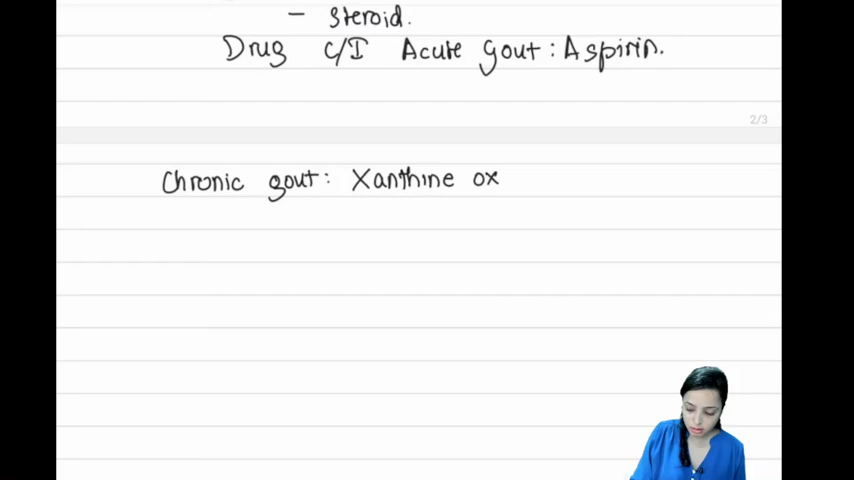 – steroid.
Drug C/I Acute gout : Aspirin.
2/3
Chronic gout: Xanthine ox